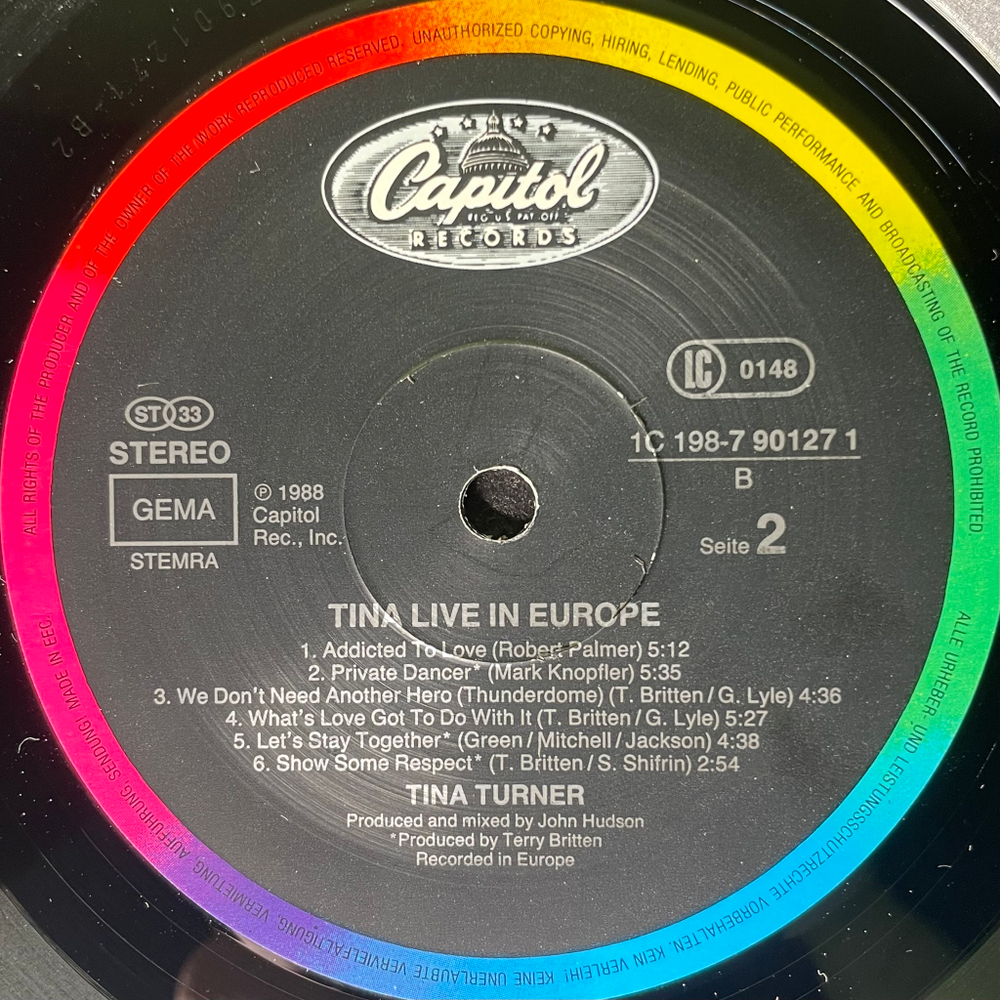 ALL RIGHTS OF THE PRODUCER AND OF THE OWNER OF THE WORK REPRODUCED RESERVED. UNAUTHORIZED COPYING, HIRING, LENDING, PUBLIC PERFORMANCE AND BROADCASTING OF THE RECORD PROHIBITED.
Capitol
REG. U.S. PAT. OFF.
RECORDS
LC 0148
ST 33
STEREO
GEMA
STEMRA
℗ 1988
Capitol
Rec., Inc.
1C 198-7 90127 1
B
Seite 2
TINA LIVE IN EUROPE
1. Addicted To Love (Robert Palmer) 5:12
2. Private Dancer* (Mark Knopfler) 5:35
3. We Don't Need Another Hero (Thunderdome) (T. Britten / G. Lyle) 4:36
4. What's Love Got To Do With It (T. Britten / G. Lyle) 5:27
5. Let's Stay Together* (Green / Mitchell / Jackson) 4:38
6. Show Some Respect* (T. Britten / S. Shifrin) 2:54
TINA TURNER
Produced and mixed by John Hudson
*Produced by Terry Britten
Recorded in Europe
ALLE URHEBER- UND LEISTUNGSSCHUTZRECHTE VORBEHALTEN. KEIN VERLEIH! KEINE UNERLAUBTE VERVIELFÄLTIGUNG, VERMIETUNG, AUFFÜHRUNG, SENDUNG! MADE IN EEC.